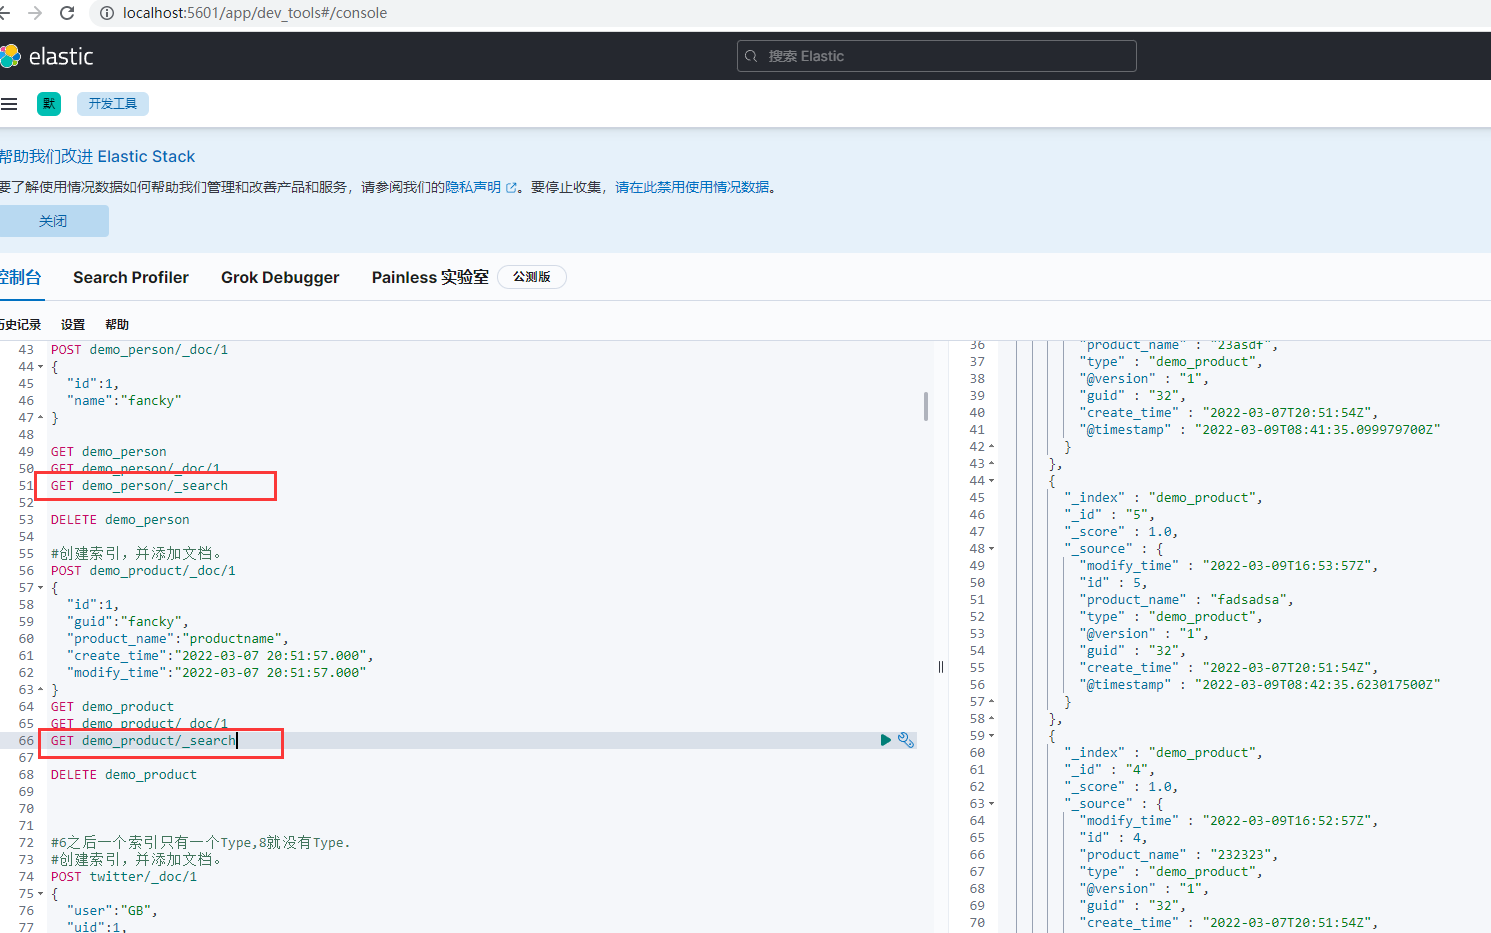 localhost:5601/app/dev_tools#/console
elastic
搜索 Elastic
默
开发工具
帮助我们改进 Elastic Stack
要了解使用情况数据如何帮助我们管理和改善产品和服务，请参阅我们的隐私声明。要停止收集，请在此禁用使用情况数据。
关闭
控制台
Search Profiler
Grok Debugger
Painless 实验室
公测版
历史记录
设置
帮助
43 POST demo_person/_doc/1
44 {
45 "id":1,
46 "name":"fancky"
47 }
48
49 GET demo_person
50 GET demo_person/_doc/1
51 GET demo_person/_search
52
53 DELETE demo_person
54
55 #创建索引，并添加文档。
56 POST demo_product/_doc/1
57 {
58 "id":1,
59 "guid":"fancky",
60 "product_name":"productname",
61 "create_time":"2022-03-07 20:51:57.000",
62 "modify_time":"2022-03-07 20:51:57.000"
63 }
64 GET demo_product
65 GET demo_product/_doc/1
66 GET demo_product/_search
67
68 DELETE demo_product
69
70
71
72 #6之后一个索引只有一个Type,8就没有Type.
73 #创建索引，并添加文档。
74 POST twitter/_doc/1
75 {
76 "user":"GB",
77 "uid":1,
36 "product_name" : "23asdf",
37 "type" : "demo_product",
38 "@version" : "1",
39 "guid" : "32",
40 "create_time" : "2022-03-07T20:51:54Z",
41 "@timestamp" : "2022-03-09T08:41:35.099979700Z"
42 }
43 },
44 {
45 "_index" : "demo_product",
46 "_id" : "5",
47 "_score" : 1.0,
48 "_source" : {
49 "modify_time" : "2022-03-09T16:53:57Z",
50 "id" : 5,
51 "product_name" : "fadsadsa",
52 "type" : "demo_product",
53 "@version" : "1",
54 "guid" : "32",
55 "create_time" : "2022-03-07T20:51:54Z",
56 "@timestamp" : "2022-03-09T08:42:35.623017500Z"
57 }
58 },
59 {
60 "_index" : "demo_product",
61 "_id" : "4",
62 "_score" : 1.0,
63 "_source" : {
64 "modify_time" : "2022-03-09T16:52:57Z",
65 "id" : 4,
66 "product_name" : "232323",
67 "type" : "demo_product",
68 "@version" : "1",
69 "guid" : "32",
70 "create_time" : "2022-03-07T20:51:54Z",